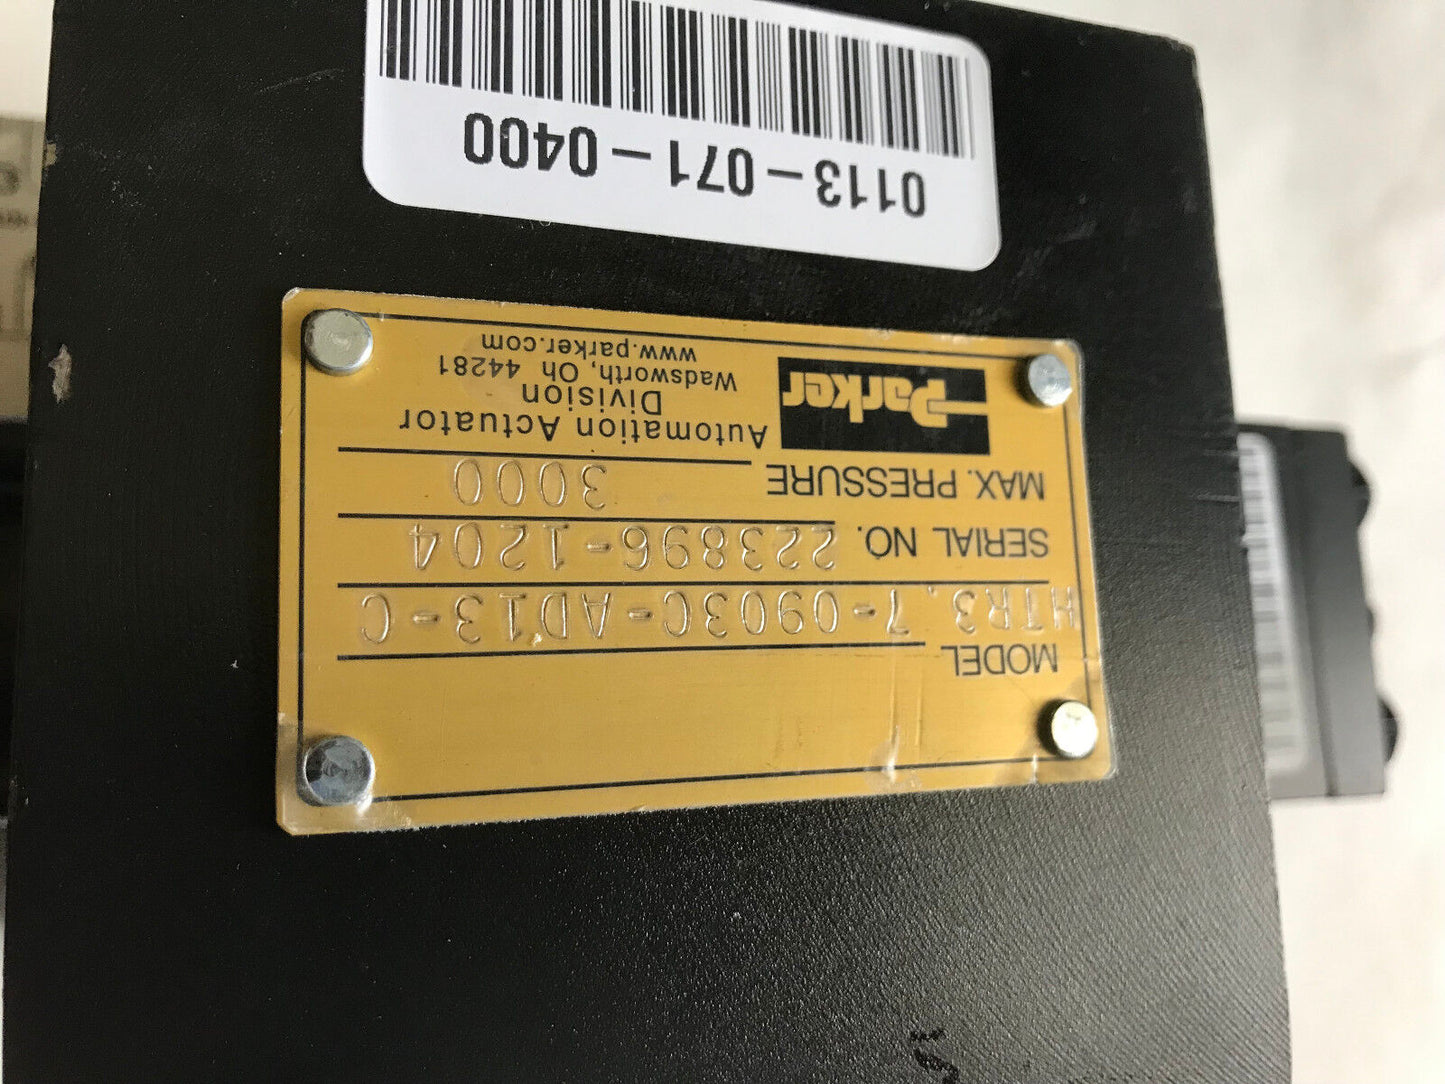 MODEL
HTR3.7-0903C-AD13-C
SERIAL NO. 223896-1204
MAX. PRESSURE 3000
Parker
Automation Actuator
Division
Wadsworth, Oh 44281
www.parker.com
0113-071-0400